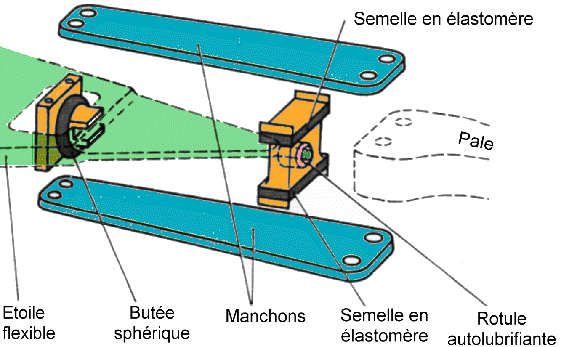 Semelle en élastomère
Pale
Etoile
flexible
Butée
sphérique
Manchons
Semelle en
élastomère
Rotule
autolubrifiante